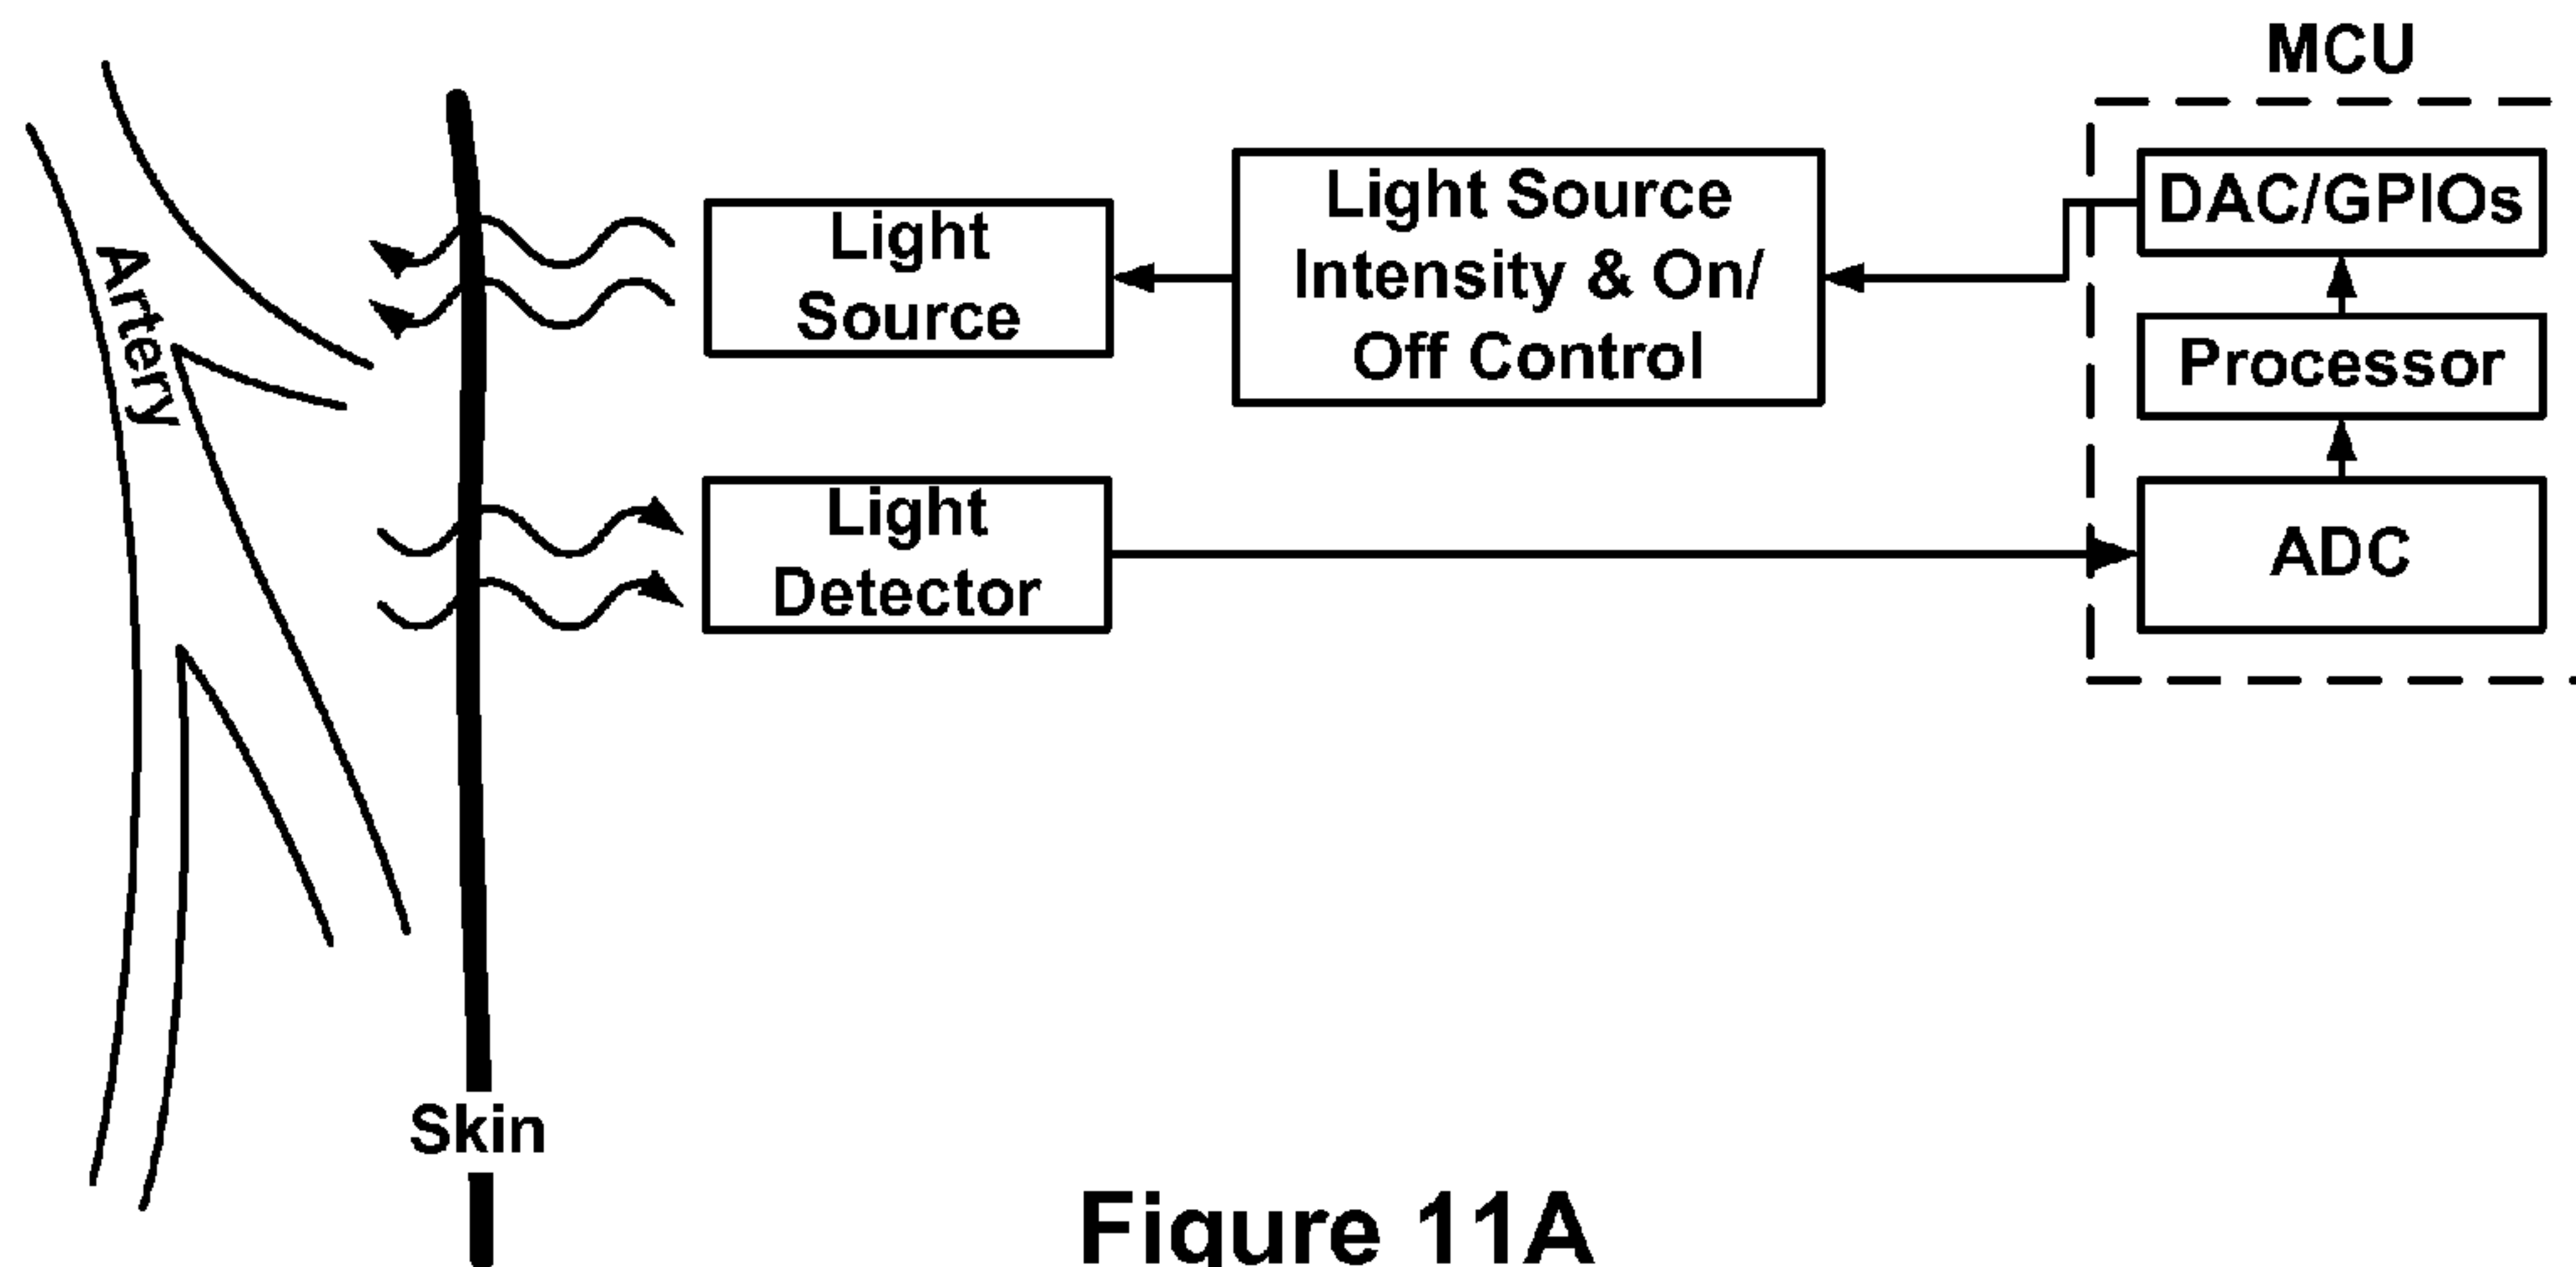 MCU
Artery
Light
Source
Light Source
Intensity & On/
Off Control
DAC/GPIOs
Processor
Light
Detector
ADC
Skin
Figure 11A